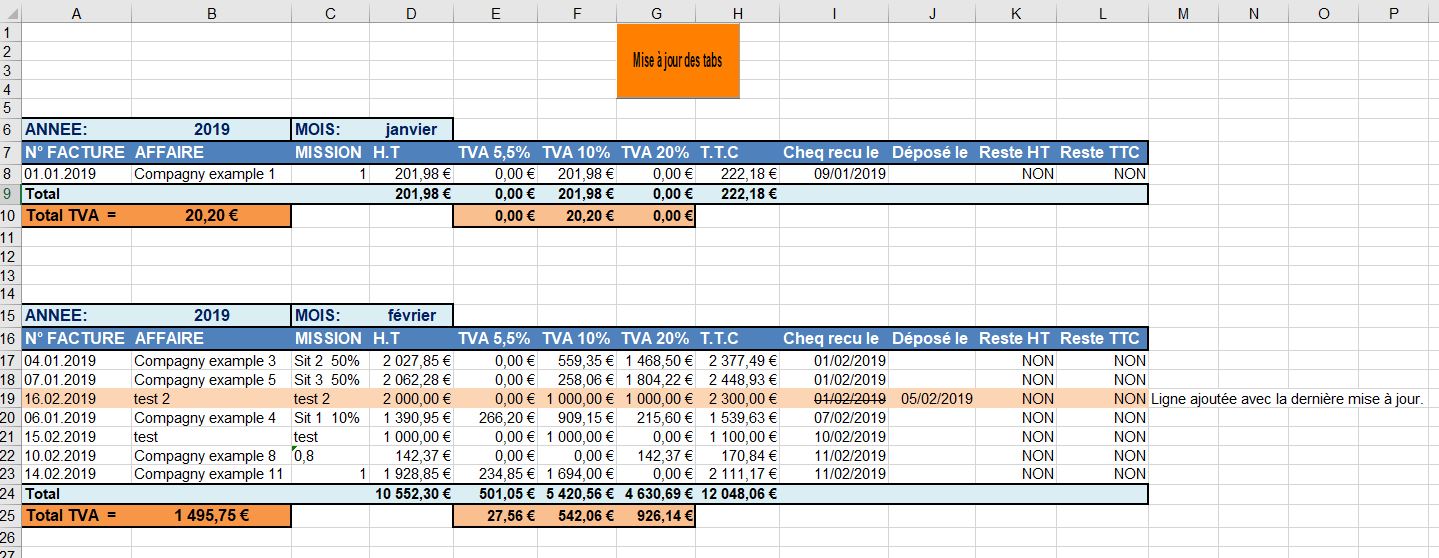 A B C D E F G H I J K L M N O P
1
2
3 Mise à jour des tabs
4
5
6 ANNEE: 2019 MOIS: janvier
7 N° FACTURE AFFAIRE MISSION H.T TVA 5,5% TVA 10% TVA 20% T.T.C Cheq recu le Déposé le Reste HT Reste TTC
8 01.01.2019 Compagny example 1 1 201,98 € 0,00 € 201,98 € 0,00 € 222,18 € 09/01/2019 NON NON
9 Total 201,98 € 0,00 € 201,98 € 0,00 € 222,18 €
10 Total TVA = 20,20 € 0,00 € 20,20 € 0,00 €
11
12
13
14
15 ANNEE: 2019 MOIS: février
16 N° FACTURE AFFAIRE MISSION H.T TVA 5,5% TVA 10% TVA 20% T.T.C Cheq recu le Déposé le Reste HT Reste TTC
17 04.01.2019 Compagny example 3 Sit 2 50% 2 027,85 € 0,00 € 559,35 € 1 468,50 € 2 377,49 € 01/02/2019 NON NON
18 07.01.2019 Compagny example 5 Sit 3 50% 2 062,28 € 0,00 € 258,06 € 1 804,22 € 2 448,93 € 01/02/2019 NON NON
19 16.02.2019 test 2 test 2 2 000,00 € 0,00 € 1 000,00 € 1 000,00 € 2 300,00 € 01/02/2019 05/02/2019 NON NON Ligne ajoutée avec la dernière mise à jour.
20 06.01.2019 Compagny example 4 Sit 1 10% 1 390,95 € 266,20 € 909,15 € 215,60 € 1 539,63 € 07/02/2019 NON NON
21 15.02.2019 test test 1 000,00 € 0,00 € 1 000,00 € 0,00 € 1 100,00 € 10/02/2019 NON NON
22 10.02.2019 Compagny example 8 0,8 142,37 € 0,00 € 0,00 € 142,37 € 170,84 € 11/02/2019 NON NON
23 14.02.2019 Compagny example 11 1 1 928,85 € 234,85 € 1 694,00 € 0,00 € 2 111,17 € 11/02/2019 NON NON
24 Total 10 552,30 € 501,05 € 5 420,56 € 4 630,69 € 12 048,06 €
25 Total TVA = 1 495,75 € 27,56 € 542,06 € 926,14 €
26
27